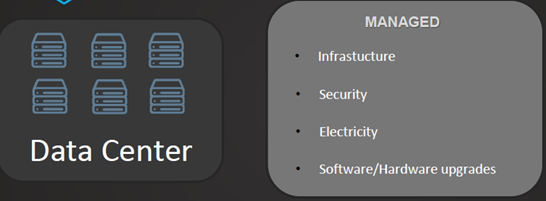 MANAGED
• Infrastucture
• Security
• Electricity
• Software/Hardware upgrades
Data Center